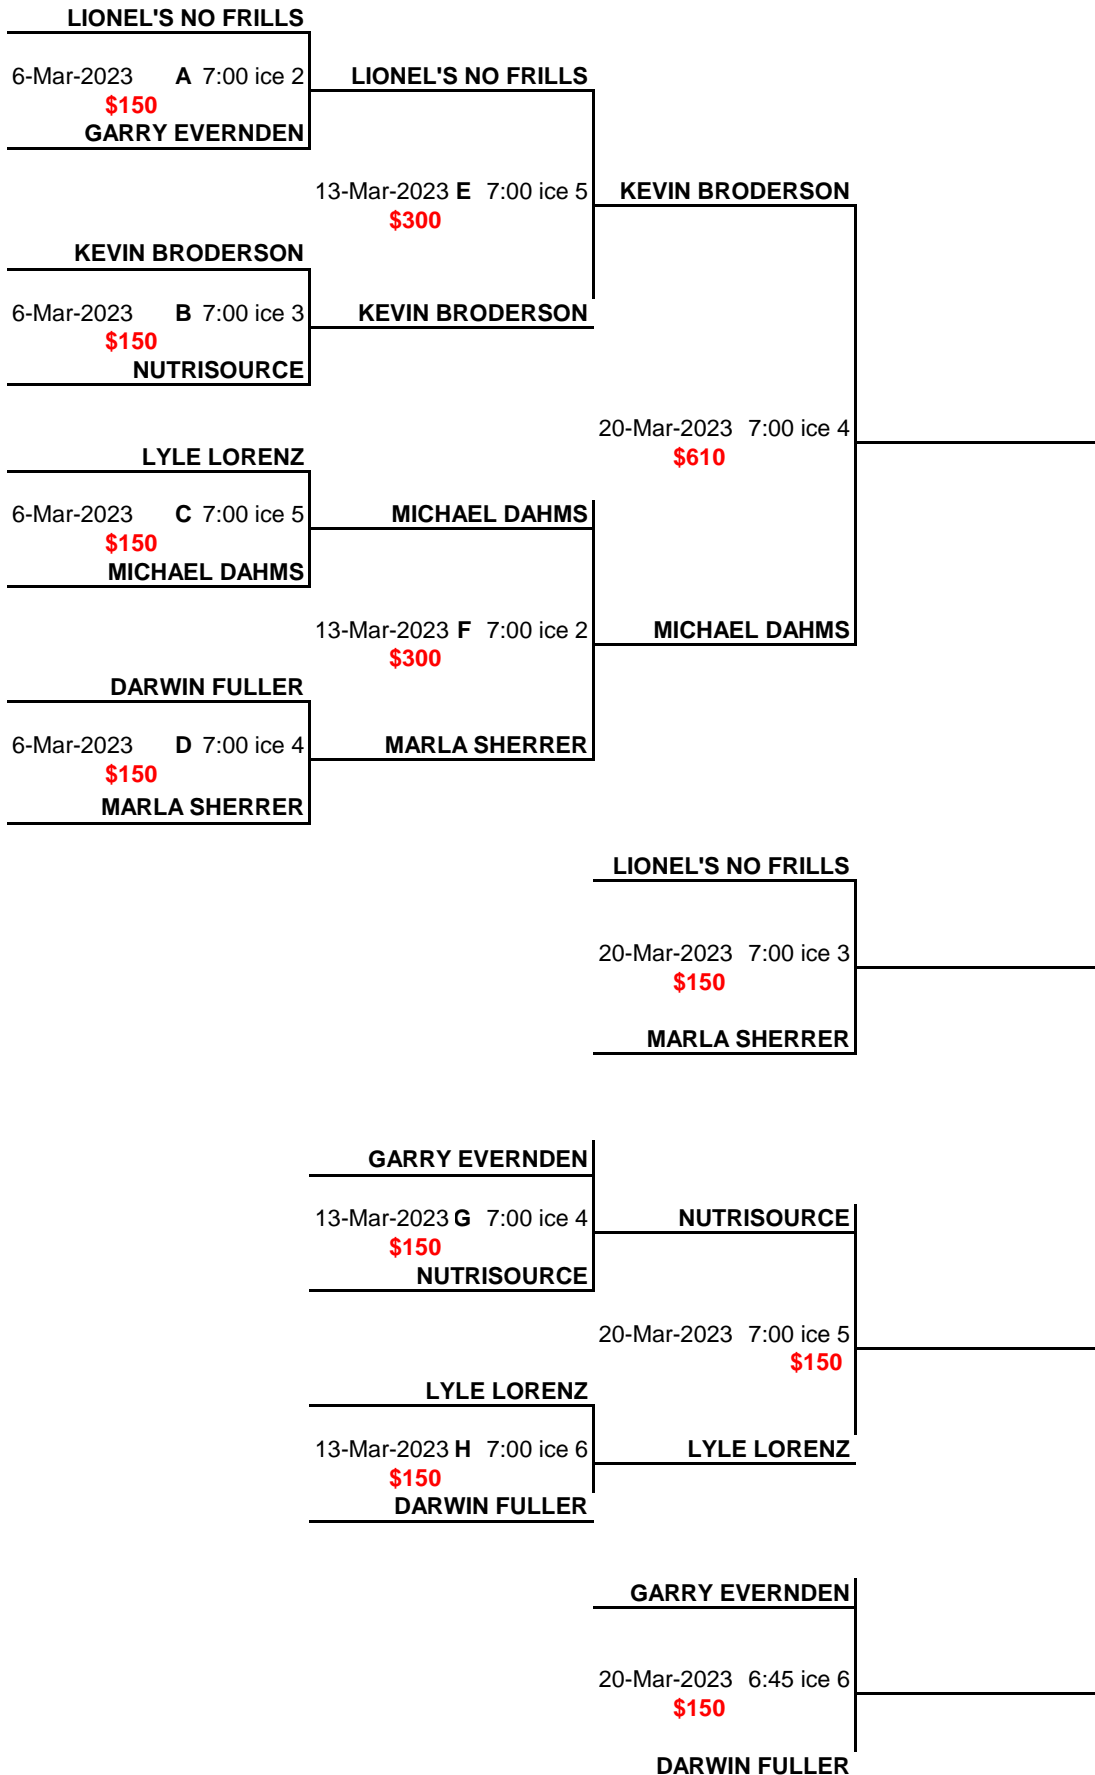 LIONEL'S NO FRILLS
6-Mar-2023 A 7:00 ice 2 LIONEL'S NO FRILLS
$150
GARRY EVERNDEN
13-Mar-2023 E 7:00 ice 5 KEVIN BRODERSON
$300
KEVIN BRODERSON
6-Mar-2023 B 7:00 ice 3 KEVIN BRODERSON
$150
NUTRISOURCE
20-Mar-2023 7:00 ice 4
LYLE LORENZ $610
6-Mar-2023 C 7:00 ice 5 MICHAEL DAHMS
$150
MICHAEL DAHMS
13-Mar-2023 F 7:00 ice 2 MICHAEL DAHMS
$300
DARWIN FULLER
6-Mar-2023 D 7:00 ice 4 MARLA SHERRER
$150
MARLA SHERRER
LIONEL'S NO FRILLS
20-Mar-2023 7:00 ice 3
$150
MARLA SHERRER
GARRY EVERNDEN
13-Mar-2023 G 7:00 ice 4 NUTRISOURCE
$150
NUTRISOURCE
20-Mar-2023 7:00 ice 5
$150
LYLE LORENZ
13-Mar-2023 H 7:00 ice 6 LYLE LORENZ
$150
DARWIN FULLER
GARRY EVERNDEN
20-Mar-2023 6:45 ice 6
$150
DARWIN FULLER